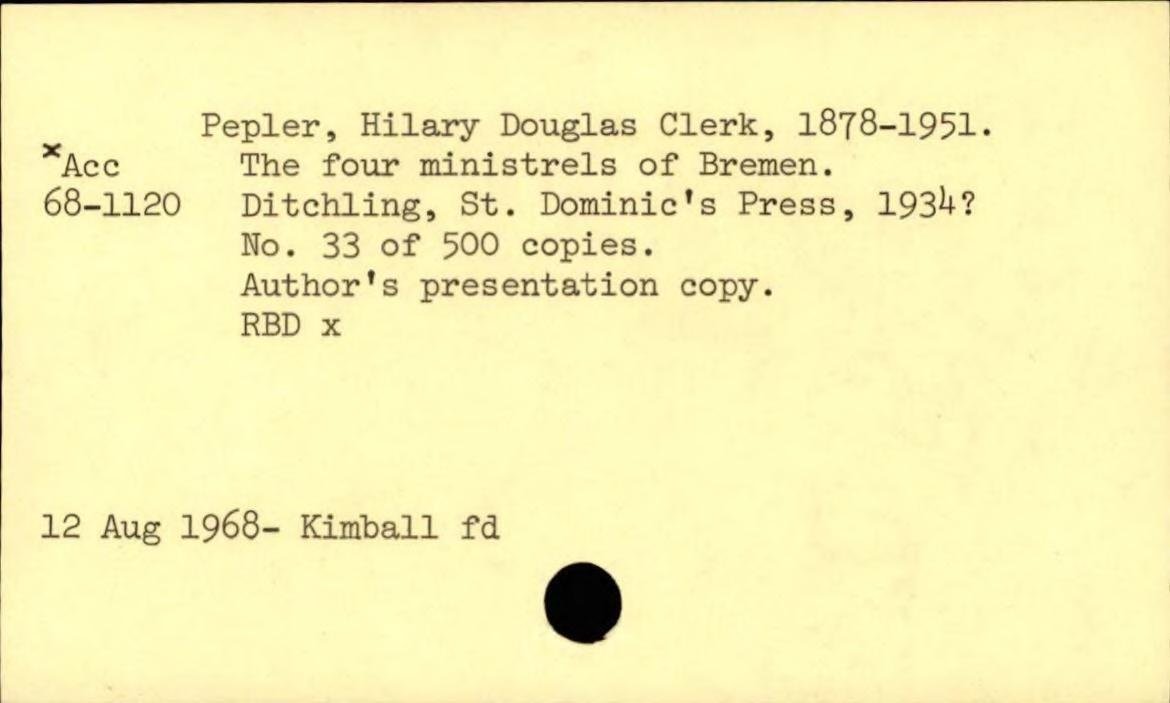 Pepler, Hilary Douglas Clerk, 1878-1951.
xAcc The four ministrels of Bremen.
68-1120 Ditchling, St. Dominic's Press, 1934?
No. 33 of 500 copies.
Author's presentation copy.
RBD x
12 Aug 1968- Kimball fd